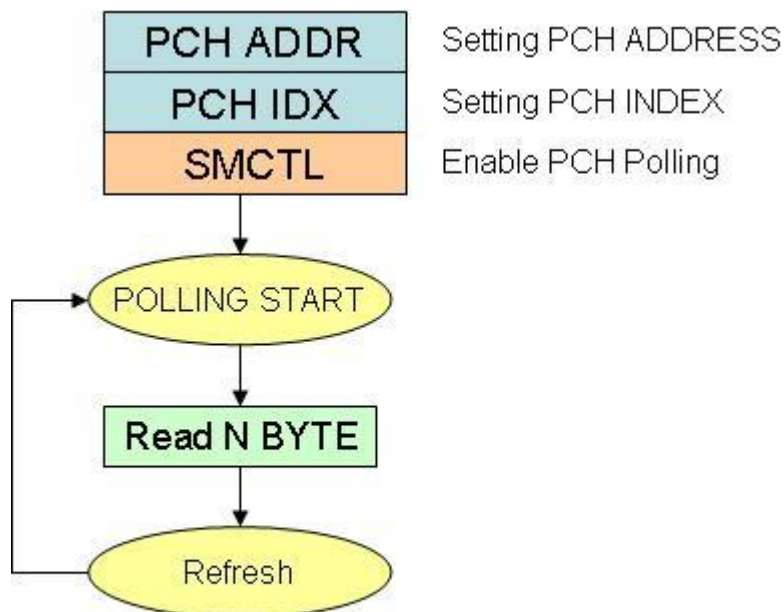 PCH ADDR
Setting PCH ADDRESS
PCH IDX
Setting PCH INDEX
SMCTL
Enable PCH Polling
POLLING START
Read N BYTE
Refresh